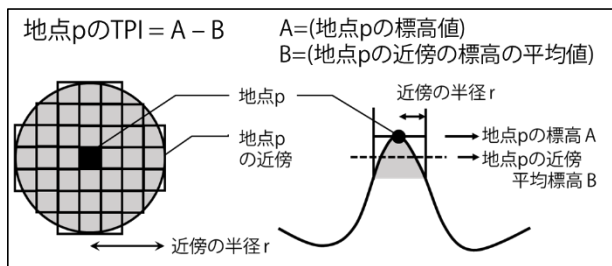 地点pのTPI = A – B
A=(地点pの標高値)
B=(地点pの近傍の標高の平均値)
地点p
地点p
の近傍
近傍の半径 r
近傍の半径 r
地点pの標高 A
地点pの近傍
平均標高 B